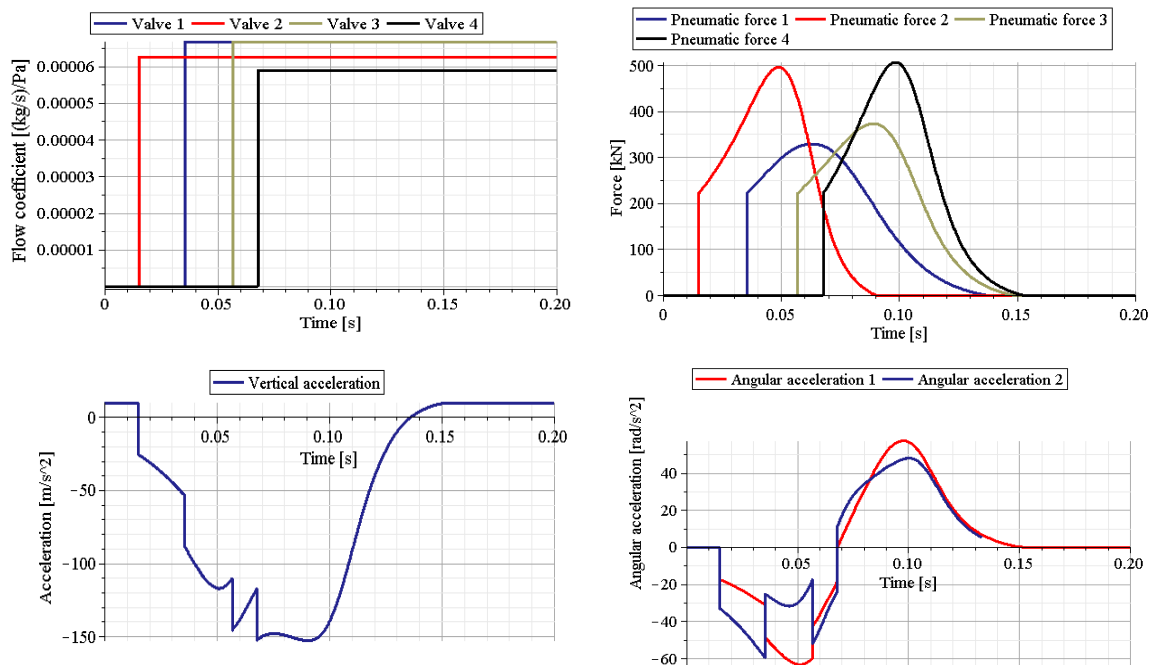 Valve 1 Valve 2 Valve 3 Valve 4
Flow coefficient [(kg/s)/Pa]
0.00006
0.00005
0.00004
0.00003
0.00002
0.00001
0 0.05 0.10 0.15 0.20
Time [s]
Pneumatic force 1 Pneumatic force 2 Pneumatic force 3
Pneumatic force 4
Force [kN]
500
400
300
200
100
0
0 0.05 0.10 0.15 0.20
Time [s]
Vertical acceleration
Acceleration [m/s^2]
0
0.05 0.10 0.15 0.20
Time [s]
-50
-100
-150
Angular acceleration 1 Angular acceleration 2
Angular acceleration [rad/s^2]
40
20
0
0.05 0.10 0.15 0.20
Time [s]
-20
-40
-60